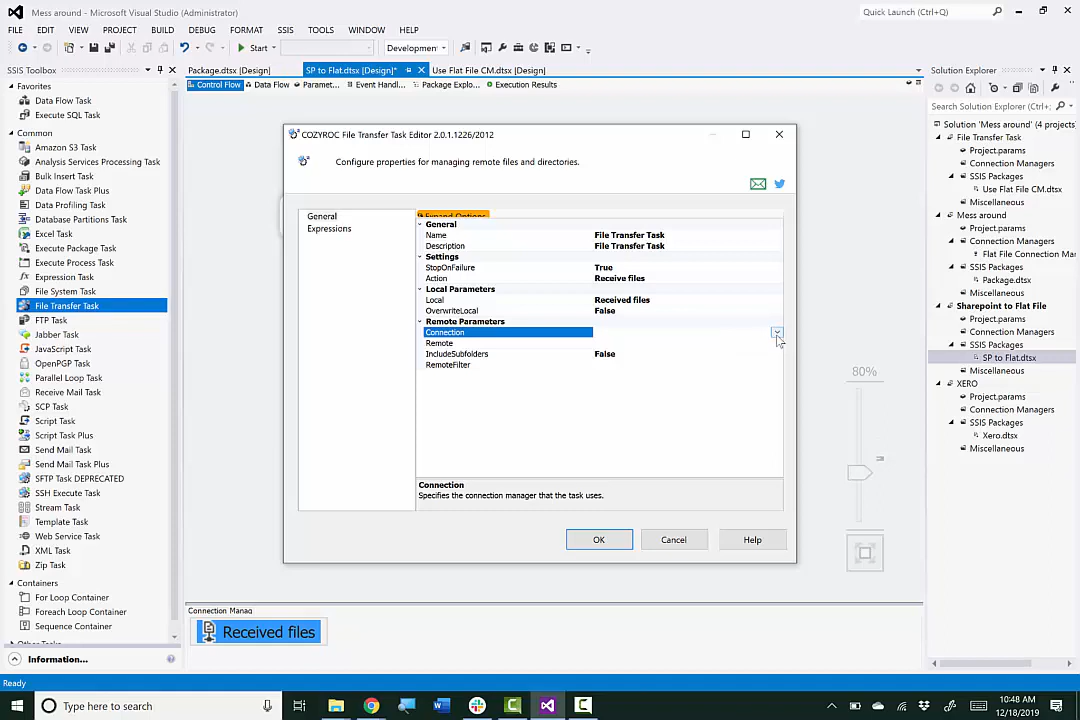 Mess around - Microsoft Visual Studio (Administrator)
Quick Launch (Ctrl+Q)
FILE EDIT VIEW PROJECT BUILD DEBUG FORMAT SSIS TOOLS WINDOW HELP
Start
Development
SSIS Toolbox
Favorites
Data Flow Task
Execute SQL Task
Common
Amazon S3 Task
Analysis Services Processing Task
Bulk Insert Task
Data Flow Task Plus
Data Profiling Task
Database Partitions Task
Excel Task
Execute Package Task
Execute Process Task
Expression Task
File System Task
File Transfer Task
FTP Task
Jabber Task
JavaScript Task
OpenPGP Task
Parallel Loop Task
Receive Mail Task
SCP Task
Script Task
Script Task Plus
Send Mail Task
Send Mail Task Plus
SFTP Task DEPRECATED
SSH Execute Task
Stream Task
Template Task
Web Service Task
XML Task
Zip Task
Containers
For Loop Container
Foreach Loop Container
Sequence Container
Information...
Package.dtsx [Design]
SP to Flat.dtsx [Design]*
Use Flat File CM.dtsx [Design]
Control Flow
Data Flow
Paramet...
Event Handl...
Package Explo...
Execution Results
COZYROC File Transfer Task Editor 2.0.1.1226/2012
Configure properties for managing remote files and directories.
General
Expressions
Expand Options
General
Name File Transfer Task
Description File Transfer Task
Settings
StopOnFailure True
Action Receive files
Local Parameters
Local Received files
OverwriteLocal False
Remote Parameters
Connection
Remote
IncludeSubfolders False
RemoteFilter
Connection
Specifies the connection manager that the task uses.
OK Cancel Help
80%
Connection Manag
Received files
Solution Explorer
Search Solution Explorer (Ctrl+;
Solution 'Mess around' (4 projects)
File Transfer Task
Project.params
Connection Managers
SSIS Packages
Use Flat File CM.dtsx
Miscellaneous
Mess around
Project.params
Connection Managers
Flat File Connection Mar
SSIS Packages
Package.dtsx
Miscellaneous
Sharepoint to Flat File
Project.params
Connection Managers
SSIS Packages
SP to Flat.dtsx
Miscellaneous
XERO
Project.params
Connection Managers
SSIS Packages
Xero.dtsx
Miscellaneous
Ready
Type here to search
10:48 AM
12/18/2019